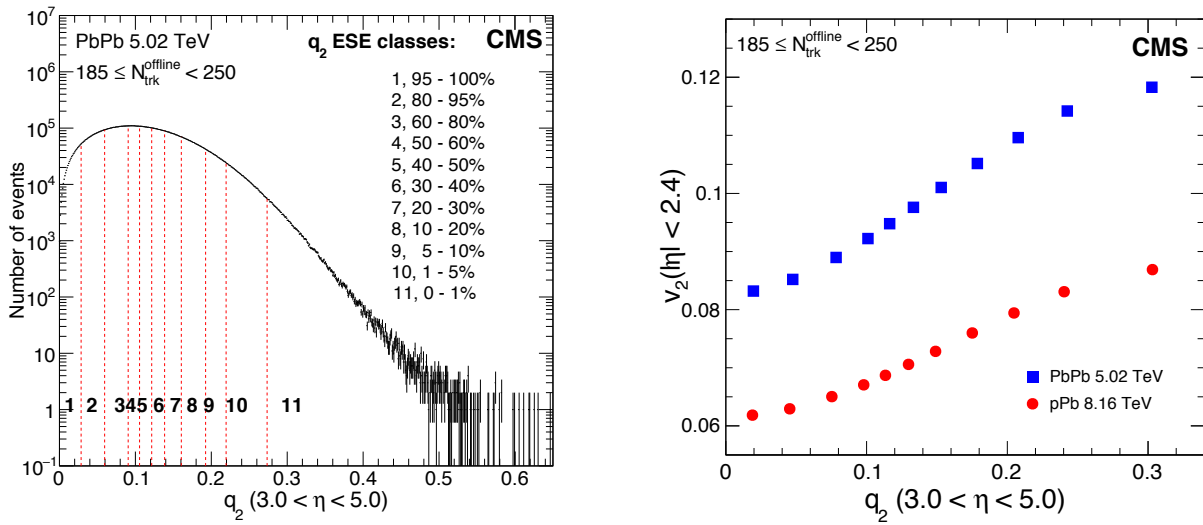 PbPb 5.02 TeV
185 ≤ N_trk^offline < 250
q_2 ESE classes:
CMS
1, 95 - 100%
2, 80 - 95%
3, 60 - 80%
4, 50 - 60%
5, 40 - 50%
6, 30 - 40%
7, 20 - 30%
8, 10 - 20%
9, 5 - 10%
10, 1 - 5%
11, 0 - 1%
Number of events
10^7
10^6
10^5
10^4
10^3
10^2
10
1
10^-1
1 2 3 4 5 6 7 8 9 10 11
0 0.1 0.2 0.3 0.4 0.5 0.6
q_2 (3.0 < η < 5.0)
185 ≤ N_trk^offline < 250
CMS
v_2(|η| < 2.4)
0.12
0.1
0.08
0.06
PbPb 5.02 TeV
pPb 8.16 TeV
0 0.1 0.2 0.3
q_2 (3.0 < η < 5.0)